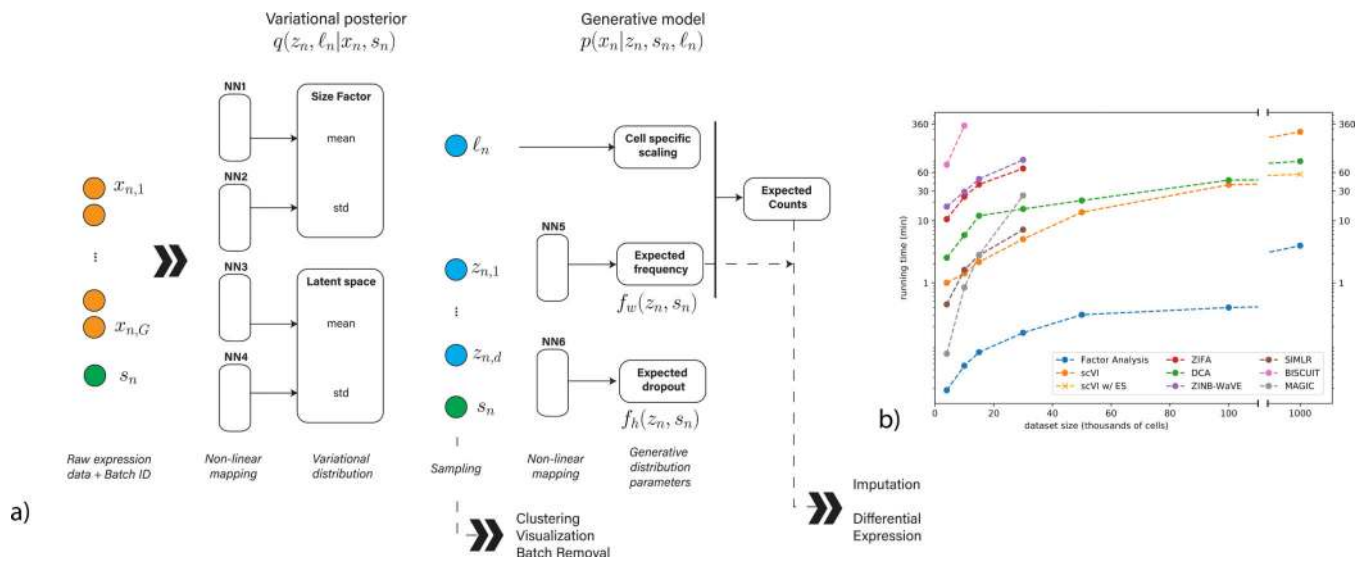 Variational posterior
q(z_n, ℓ_n|x_n, s_n)
Generative model
p(x_n|z_n, s_n, ℓ_n)
NN1
Size Factor
mean
NN2
std
NN3
Latent space
mean
NN4
std
x_{n,1}
⋮
x_{n,G}
s_n
ℓ_n
Cell specific
scaling
Expected
Counts
NN5
z_{n,1}
⋮
Expected
frequency
f_w(z_n, s_n)
NN6
z_{n,d}
Expected
dropout
s_n
f_h(z_n, s_n)
Raw expression
data + Batch ID
Non-linear
mapping
Variational
distribution
Sampling
Non-linear
mapping
Generative
distribution
parameters
a)
Clustering
Visualization
Batch Removal
Imputation
Differential
Expression
360
60
30
10
1
running time (min)
360
60
30
10
1
Factor Analysis
scVI
scVI w/ ES
ZIFA
DCA
ZINB-WaVE
SIMLR
BISCUIT
MAGIC
0 20 40 60 80 100 1000
dataset size (thousands of cells)
b)